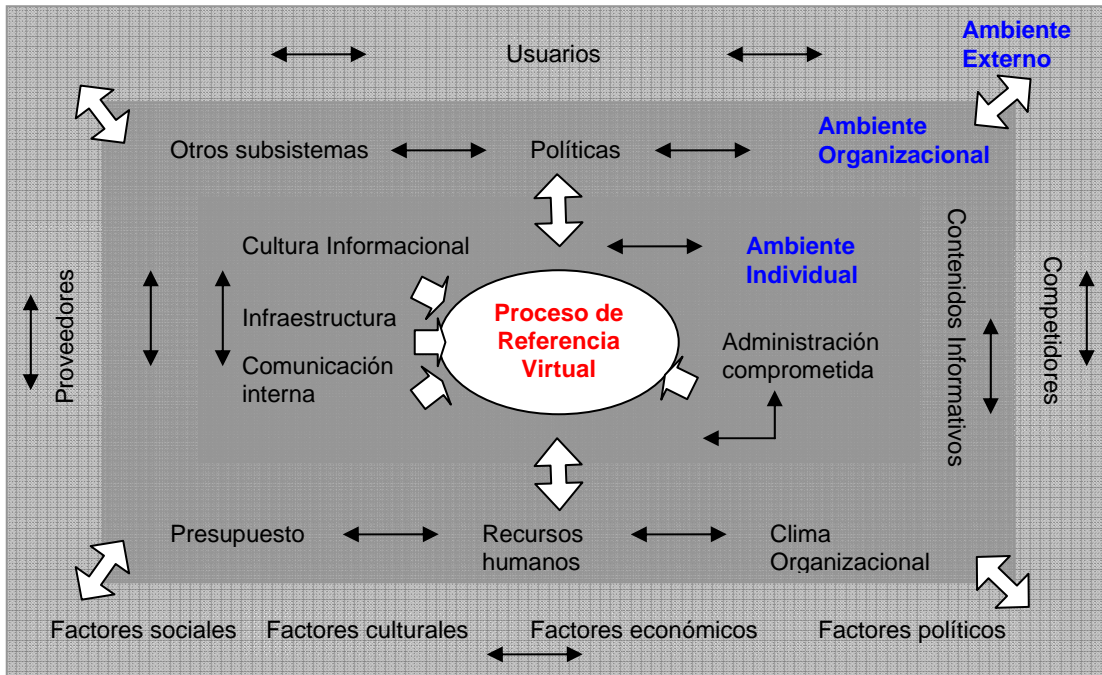 Usuarios
Ambiente
Externo
Otros subsistemas
Políticas
Ambiente
Organizacional
Cultura Informacional
Ambiente
Individual
Proveedores
Infraestructura
Comunicación
interna
Proceso de
Referencia
Virtual
Administración
comprometida
Contenidos Informativos
Competidores
Presupuesto
Recursos
humanos
Clima
Organizacional
Factores sociales
Factores culturales
Factores económicos
Factores políticos